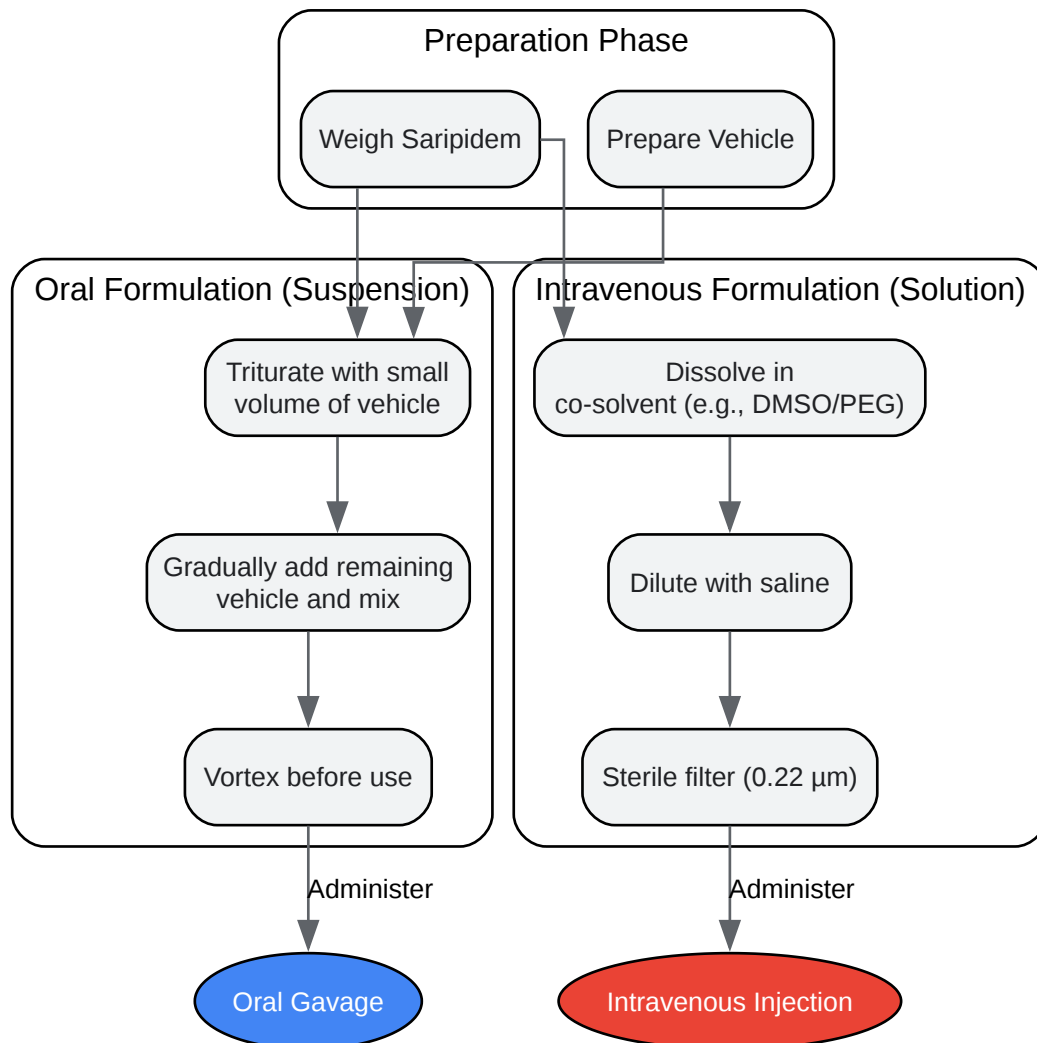 Preparation Phase
Weigh Saripidem
Prepare Vehicle
Oral Formulation (Suspension)
Triturate with small
volume of vehicle
Gradually add remaining
vehicle and mix
Vortex before use
Administer
Oral Gavage
Intravenous Formulation (Solution)
Dissolve in
co-solvent (e.g., DMSO/PEG)
Dilute with saline
Sterile filter (0.22 µm)
Administer
Intravenous Injection